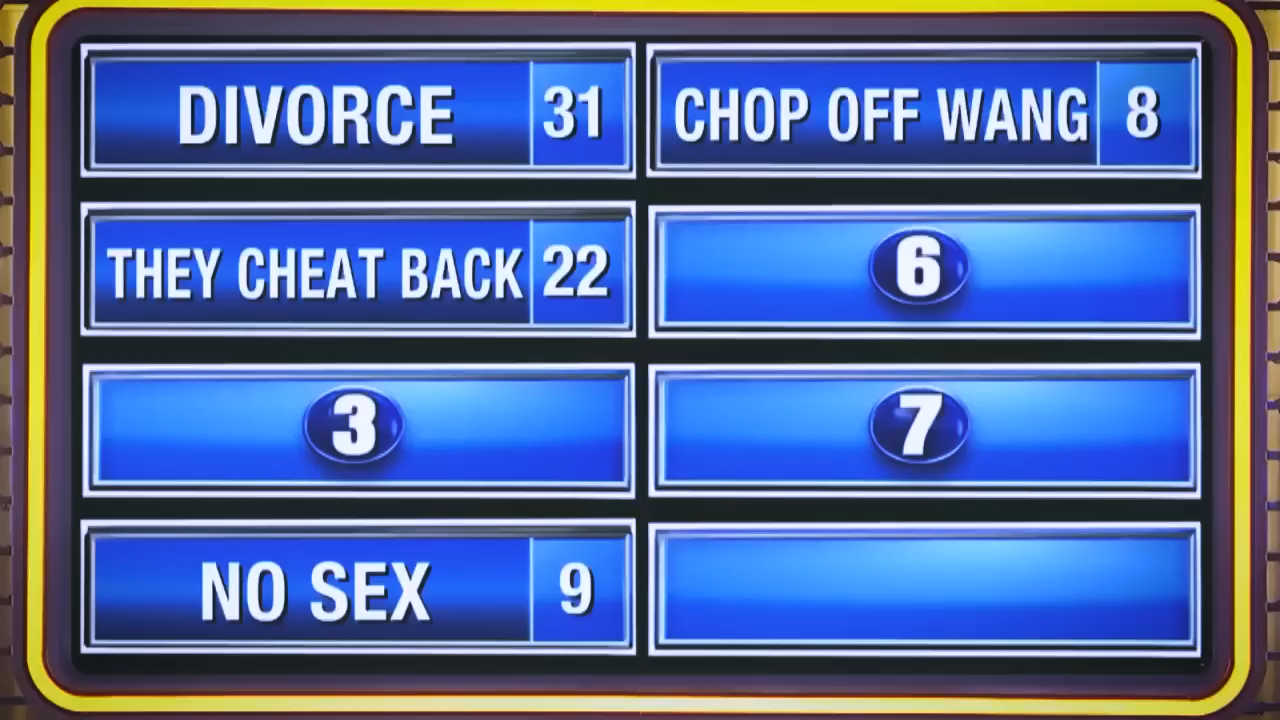 DIVORCE 31
CHOP OFF WANG 8
THEY CHEAT BACK 22
6
3
7
NO SEX 9